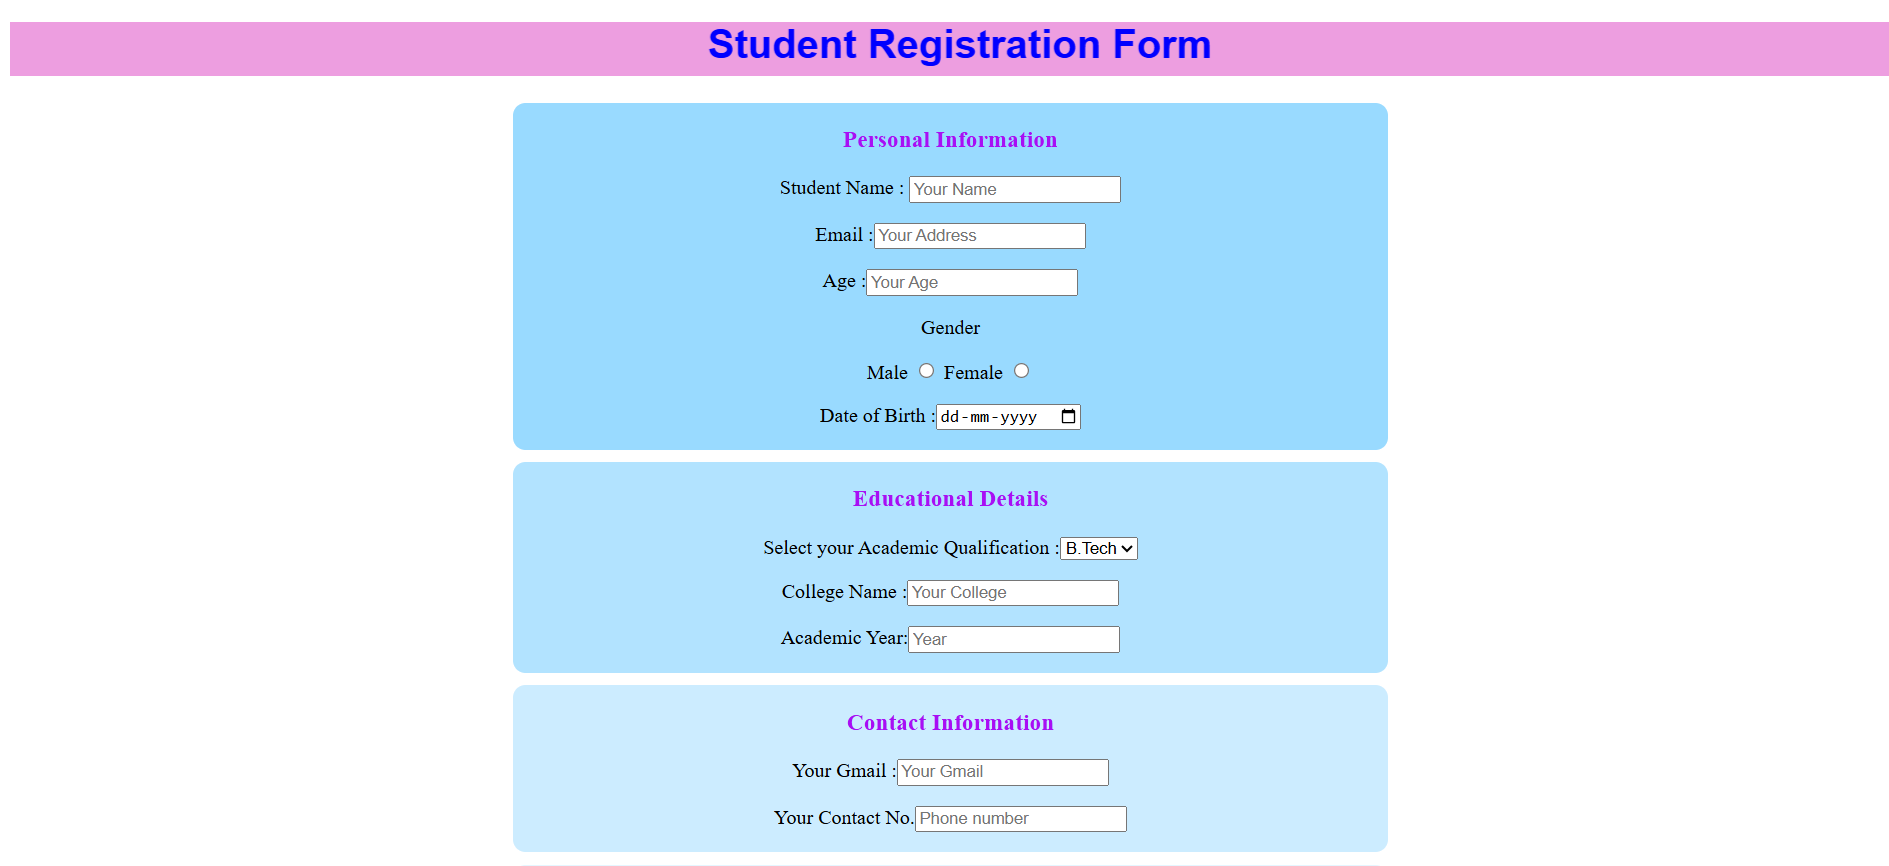 Student Registration Form
Personal Information
Student Name : Your Name
Email :Your Address
Age :Your Age
Gender
Male Female
Date of Birth :dd-mm-yyyy
Educational Details
Select your Academic Qualification :B.Tech
College Name :Your College
Academic Year:Year
Contact Information
Your Gmail :Your Gmail
Your Contact No.Phone number